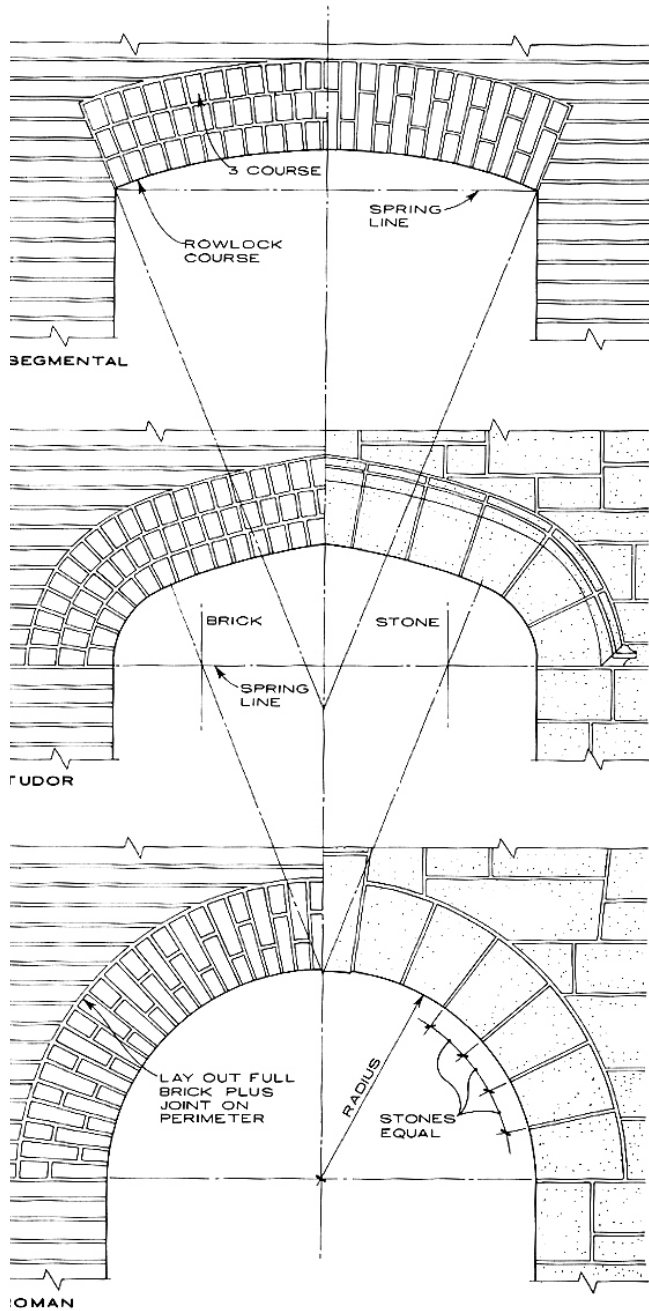 3 COURSE
SPRING
LINE
ROWLOCK
COURSE
SEGMENTAL
BRICK
STONE
SPRING
LINE
TUDOR
RADIUS
LAY OUT FULL
BRICK PLUS
JOINT ON
PERIMETER
STONES
EQUAL
ROMAN